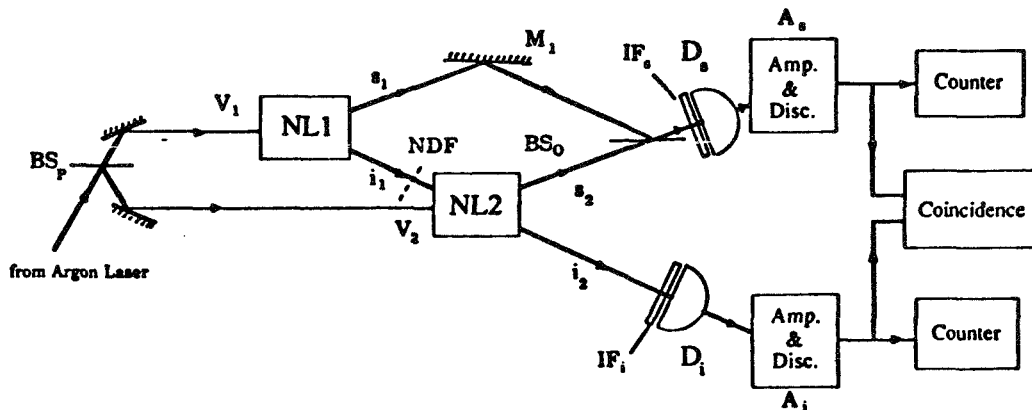 A_s
M_1
IF_s
D_s
Amp.
&
Disc.
Counter
s_1
V_1
NL1
NDF
BS_O
BS_P
i_1
s_2
Coincidence
NL2
V_2
from Argon Laser
i_2
Amp.
&
Disc.
Counter
IF_i
D_i
A_i